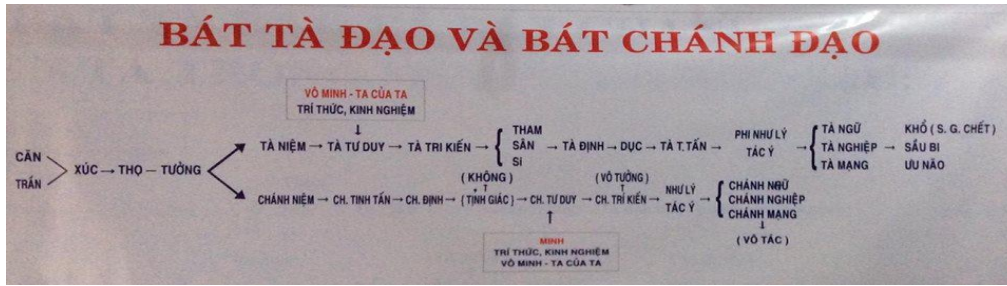 BÁT TÀ ĐẠO VÀ BÁT CHÁNH ĐẠO
VÔ MINH - TA CỦA TA
TRÍ THỨC, KINH NGHIỆM
CĂN
TRẦN
XÚC → THỌ — TƯỞNG
TÀ NIỆM → TÀ TƯ DUY → TÀ TRI KIẾN →
THAM
SÂN
SI
→ TÀ ĐỊNH → DỤC → TÀ T. TẤN →
PHI NHƯ LÝ
TÁC Ý
→
TÀ NGỮ
TÀ NGHIỆP
TÀ MẠNG
→
KHỔ ( S. G. CHẾT )
SẦU BI
ƯU NÃO
( KHÔNG )
( VÔ TƯỚNG )
CHÁNH NIỆM → CH. TINH TẤN → CH. ĐỊNH → ( TỊNH GIÁC ) → CH. TƯ DUY → CH. TRI KIẾN →
NHƯ LÝ
TÁC Ý
→
CHÁNH NGỮ
CHÁNH NGHIỆP
CHÁNH MẠNG
( VÔ TÁC )
MINH
TRÍ THỨC, KINH NGHIỆM
VÔ MINH - TA CỦA TA